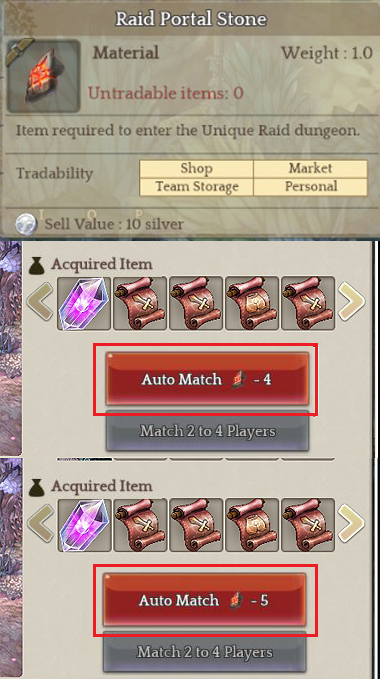 Raid Portal Stone
Material Weight : 1.0
Untradable items: 0
Item required to enter the Unique Raid dungeon.
Tradability Shop Market
Team Storage Personal
Sell Value : 10 silver
Acquired Item
Auto Match - 4
Match 2 to 4 Players
Acquired Item
Auto Match - 5
Match 2 to 4 Players